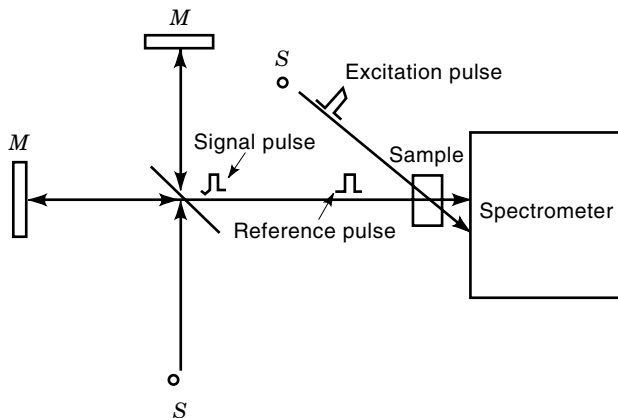 M
S
Excitation pulse
M
Signal pulse
Sample
Spectrometer
Reference pulse
S